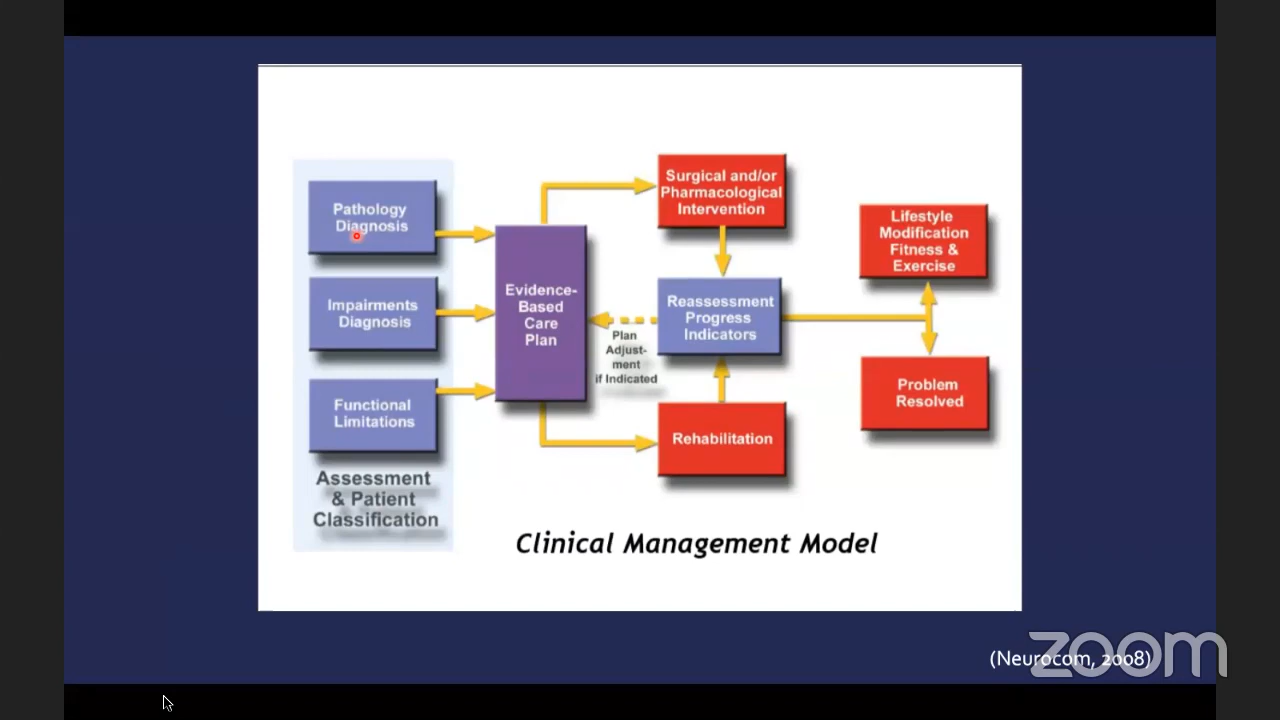 Pathology
Diagnosis
Impairments
Diagnosis
Functional
Limitations
Assessment
& Patient
Classification
Evidence-
Based
Care
Plan
Surgical and/or
Pharmacological
Intervention
Reassessment
Progress
Indicators
Plan
Adjust-
ment
if Indicated
Rehabilitation
Lifestyle
Modification
Fitness &
Exercise
Problem
Resolved
Clinical Management Model
(Neurocom, 2008)
zoom